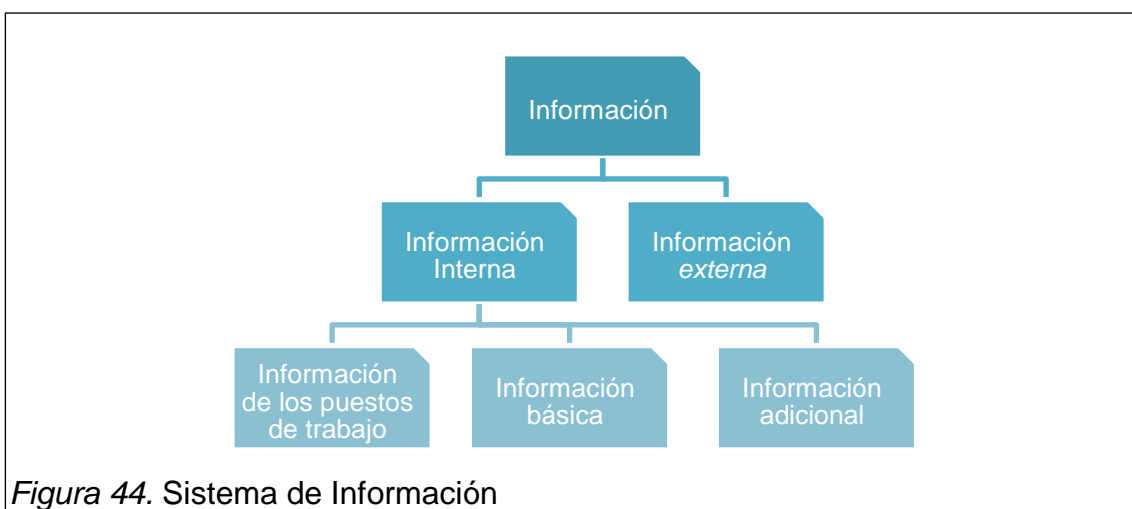 Información
Información
Interna
Información
externa
Información
de los puestos
de trabajo
Información
básica
Información
adicional
Figura 44. Sistema de Información